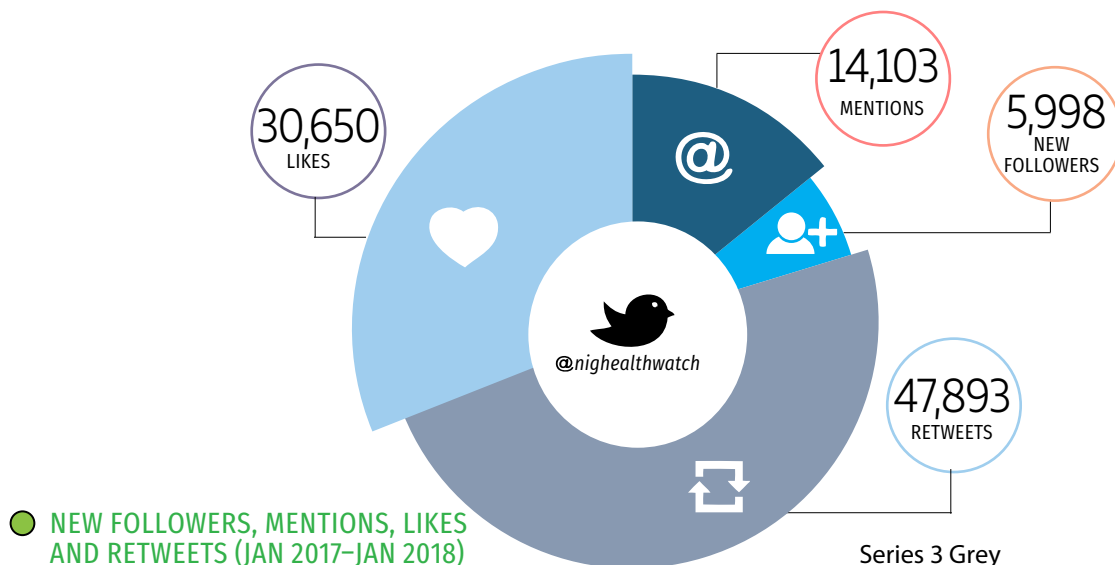 14,103
MENTIONS
30,650
LIKES
5,998
NEW
FOLLOWERS
@
@nighealthwatch
47,893
RETWEETS
NEW FOLLOWERS, MENTIONS, LIKES
AND RETWEETS (JAN 2017–JAN 2018)
Series 3 Grey